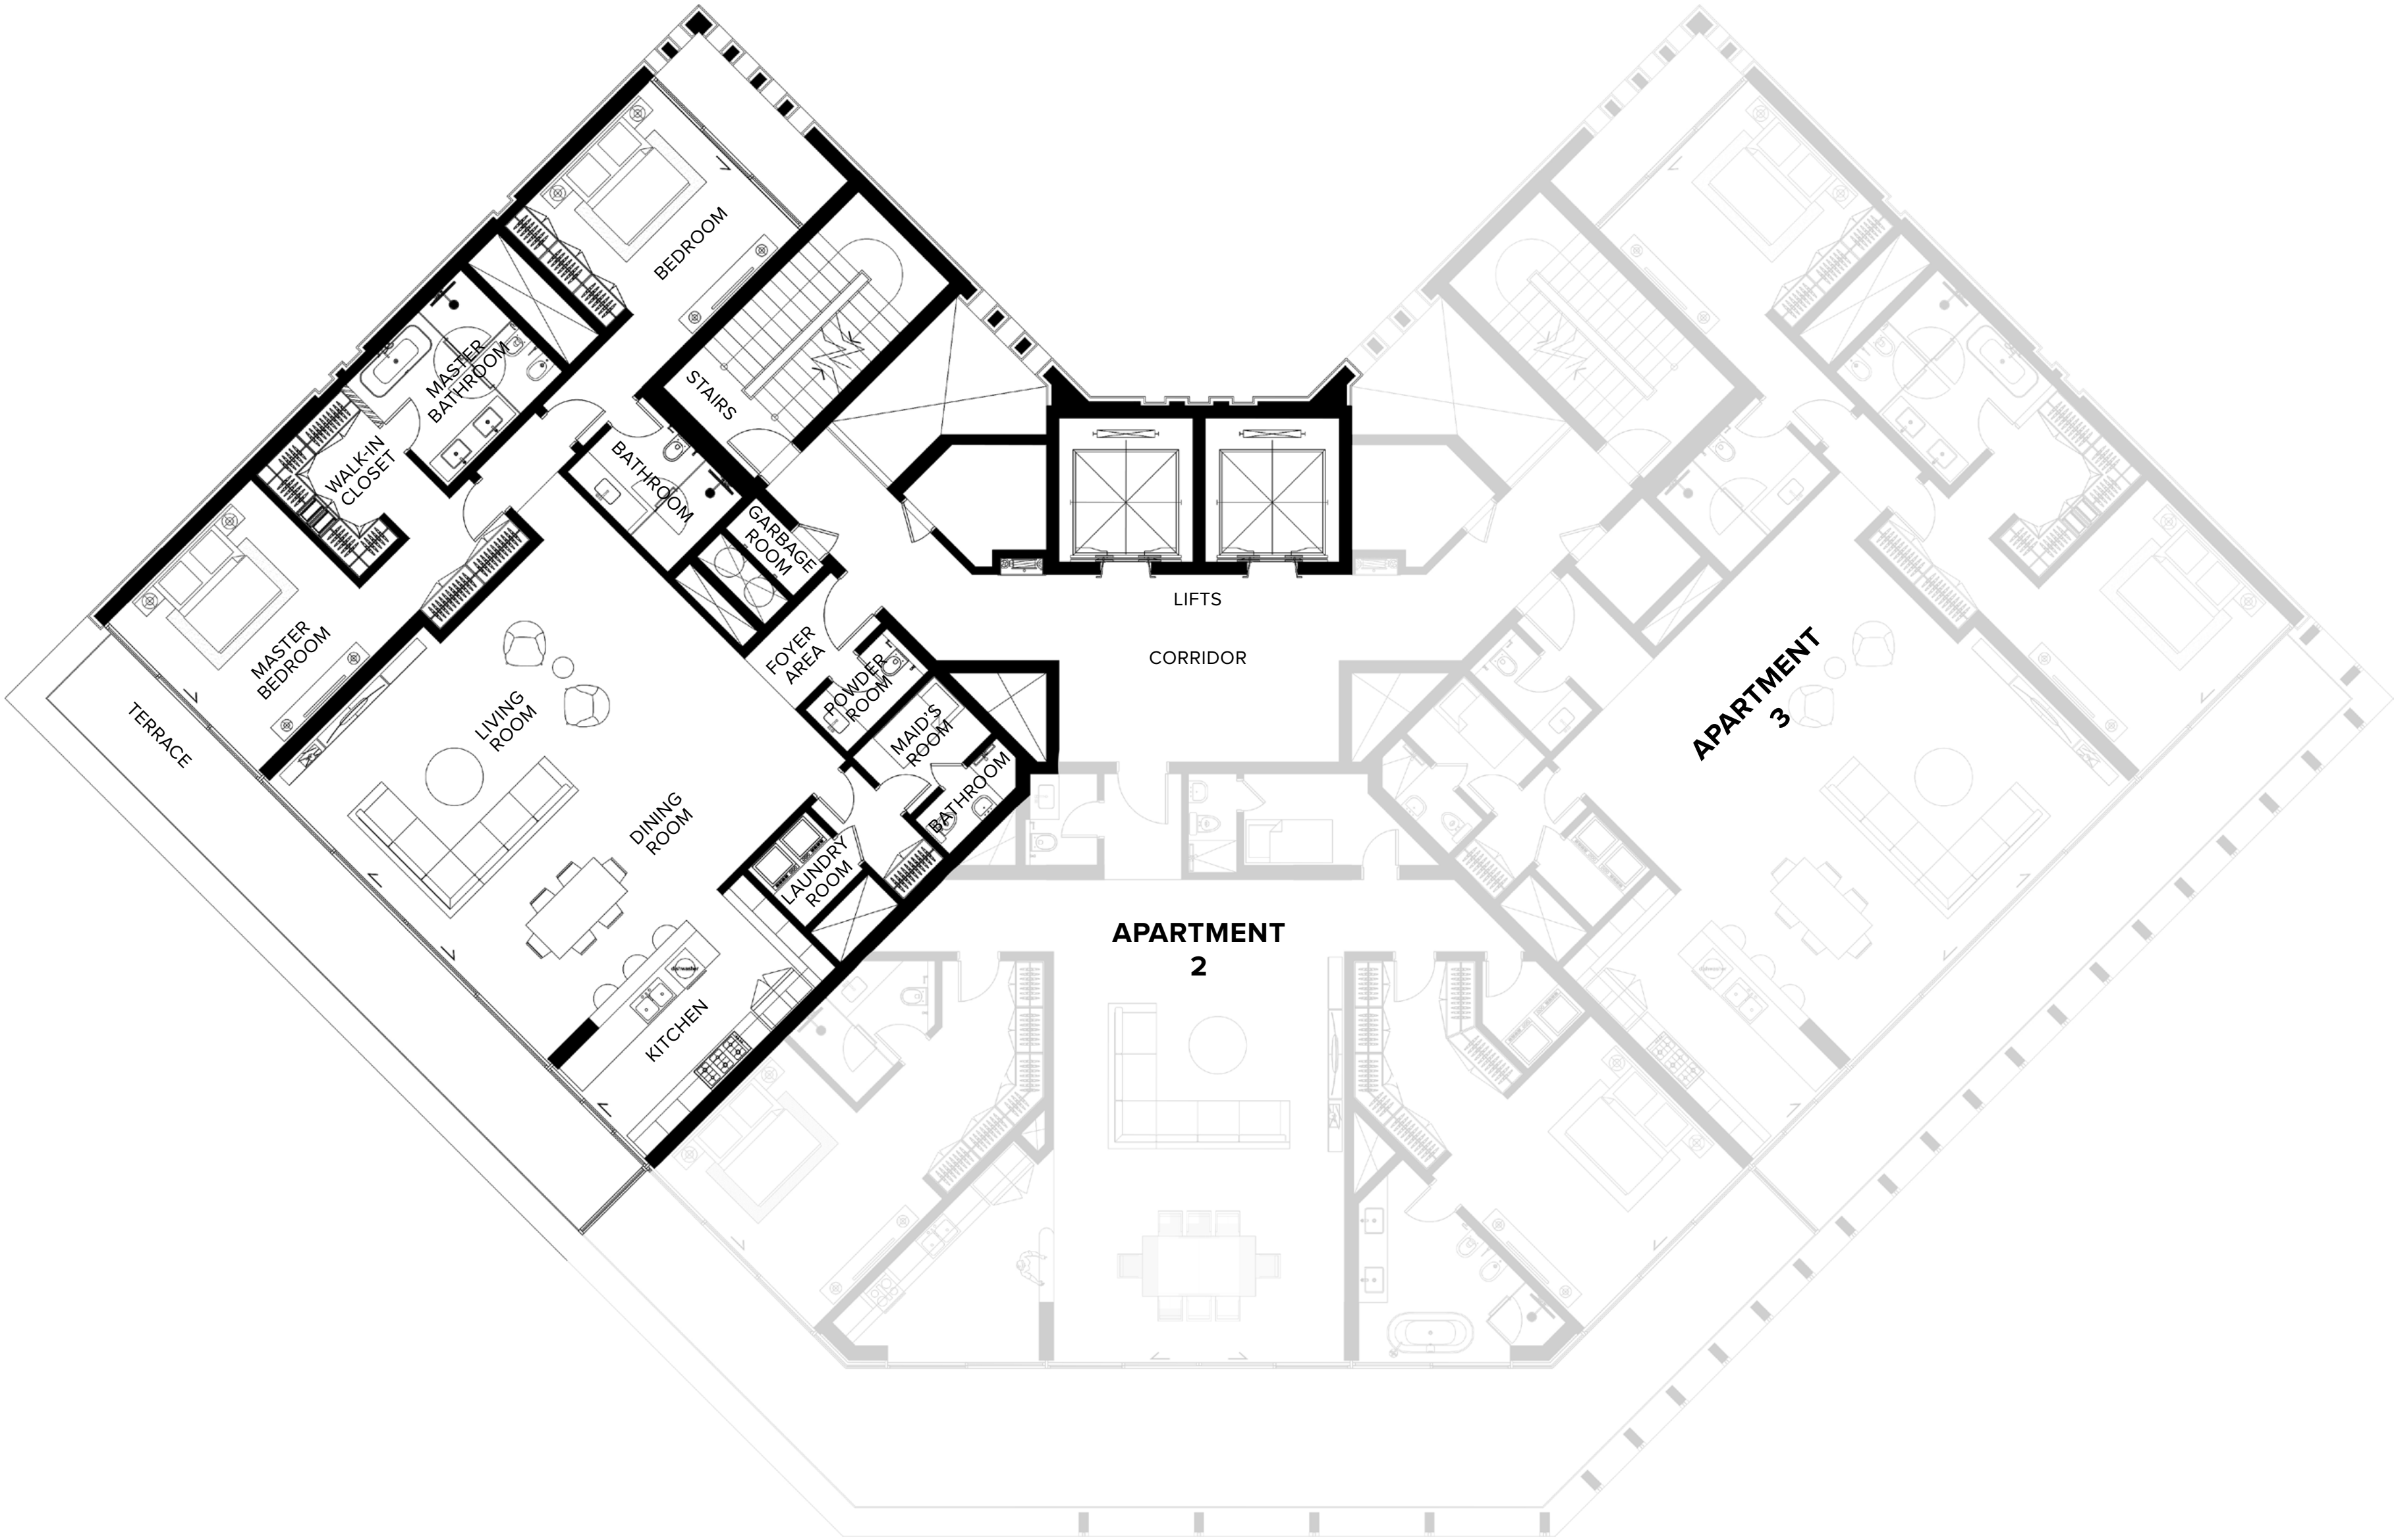 BEDROOM
STAIRS
MASTER
BATHROOM
WALK-IN
CLOSET
BATHROOM
GARBAGE
ROOM
MASTER
BEDROOM
TERRACE
LIVING
ROOM
FOYER
AREA
POWDER
ROOM
MAID'S
ROOM
BATHROOM
DINING
ROOM
LAUNDRY
ROOM
dishwasher
KITCHEN
LIFTS
CORRIDOR
APARTMENT
2
APARTMENT
3